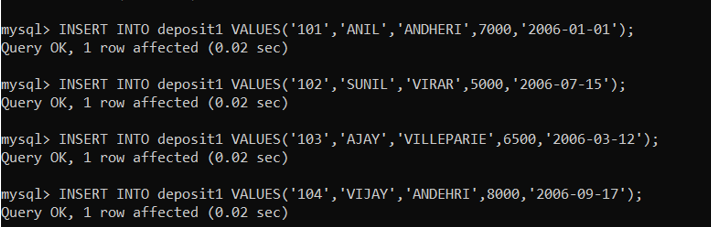 mysql> INSERT INTO deposit1 VALUES('101','ANIL','ANDHERI',7000,'2006-01-01');
Query OK, 1 row affected (0.02 sec)
mysql> INSERT INTO deposit1 VALUES('102','SUNIL','VIRAR',5000,'2006-07-15');
Query OK, 1 row affected (0.02 sec)
mysql> INSERT INTO deposit1 VALUES('103','AJAY','VILLEPARIE',6500,'2006-03-12');
Query OK, 1 row affected (0.02 sec)
mysql> INSERT INTO deposit1 VALUES('104','VIJAY','ANDEHRI',8000,'2006-09-17');
Query OK, 1 row affected (0.02 sec)